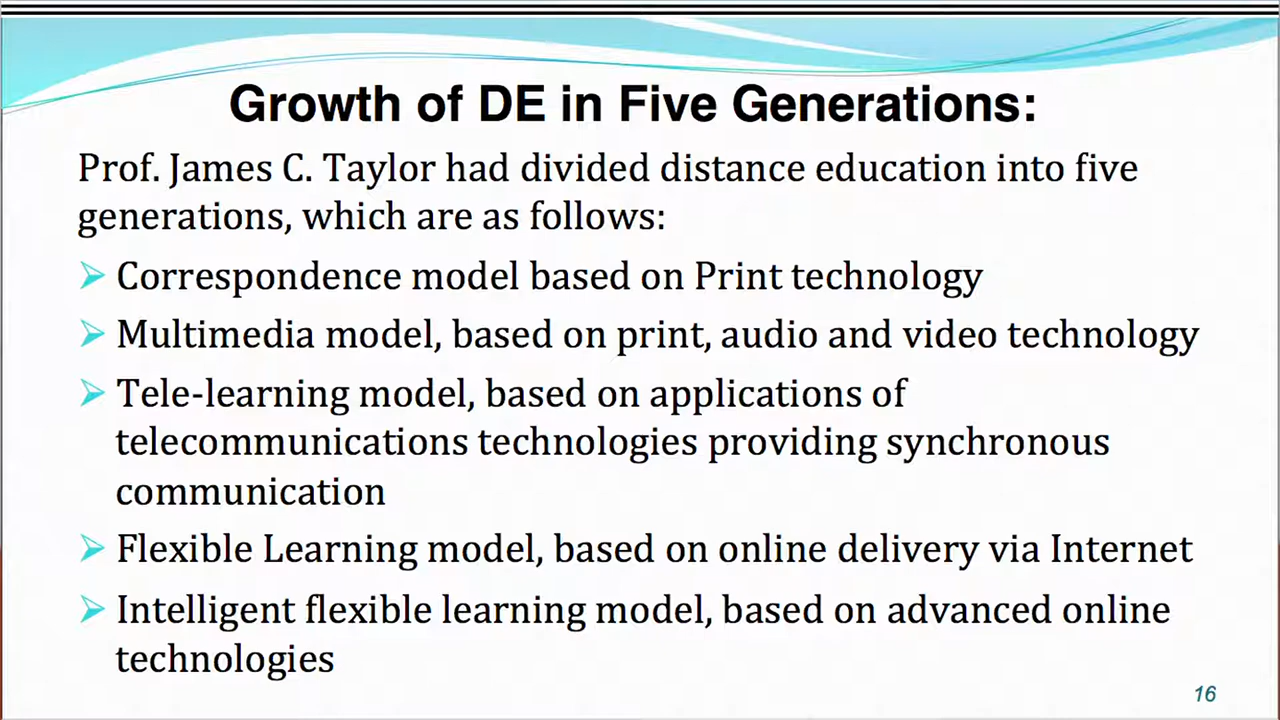 Growth of DE in Five Generations:
Prof. James C. Taylor had divided distance education into five
generations, which are as follows:
Correspondence model based on Print technology
Multimedia model, based on print, audio and video technology
Tele-learning model, based on applications of
telecommunications technologies providing synchronous
communication
Flexible Learning model, based on online delivery via Internet
Intelligent flexible learning model, based on advanced online
technologies
16